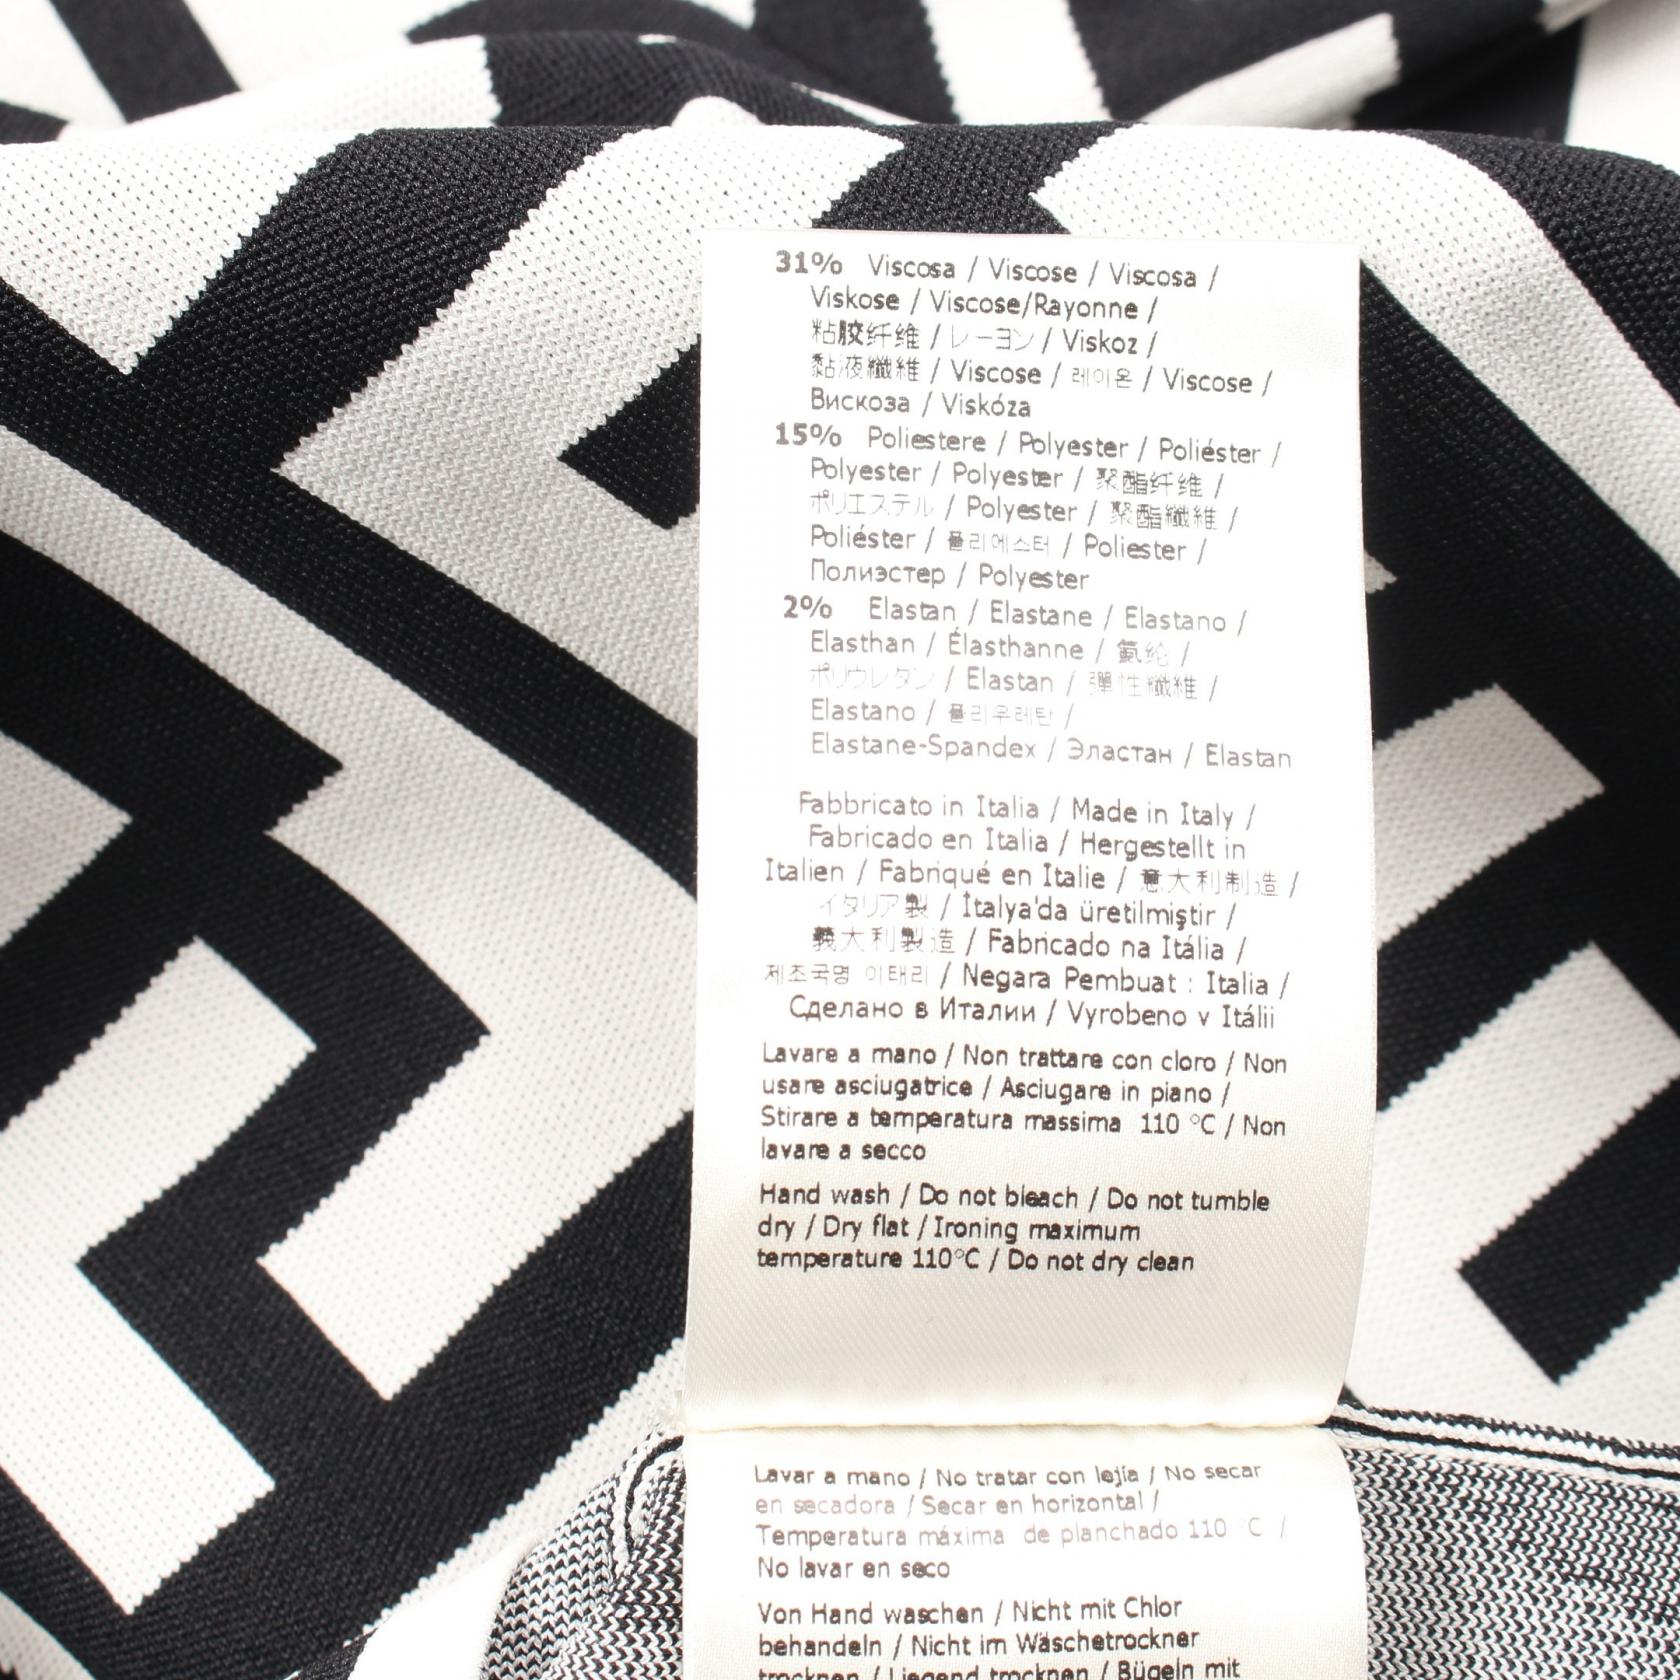 31% Viscosa / Viscose / Viscosa /
Viskose / Viscose/Rayonne /
粘胶纤维 / レーヨン / Viskoz /
黏液纖維 / Viscose / 레이온 / Viscose /
Вискоза / Viskóza
15% Poliestere / Polyester / Poliéster /
Polyester / Polyester / 聚酯纤维 /
ポリエステル / Polyester / 聚酯纖維 /
Poliéster / 폴리에스터 / Poliester /
Полиэстер / Polyester
2% Elastan / Elastane / Elastano /
Elasthan / Élasthanne / 氨纶 /
ポリウレタン / Elastan / 彈性纖維 /
Elastano / 폴리우레탄 /
Elastane-Spandex / Эластан / Elastan
Fabbricato in Italia / Made in Italy /
Fabricado en Italia / Hergestellt in
Italien / Fabriqué en Italie / 意大利制造 /
イタリア製 / İtalya'da üretilmiştir /
義大利製造 / Fabricado na Itália /
제조국명 이태리 / Negara Pembuat : Italia /
Сделано в Италии / Vyrobeno v Itálii
Lavare a mano / Non trattare con cloro / Non
usare asciugatrice / Asciugare in piano /
Stirare a temperatura massima 110 °C / Non
lavare a secco
Hand wash / Do not bleach / Do not tumble
dry / Dry flat / Ironing maximum
temperature 110°C / Do not dry clean
Lavar a mano / No tratar con lejía / No secar
en secadora / Secar en horizontal /
Temperatura máxima de planchado 110 °C /
No lavar en seco
Von Hand waschen / Nicht mit Chlor
behandeln / Nicht im Wäschetrockner
trocknen / Liegend trocknen / Bügeln mit